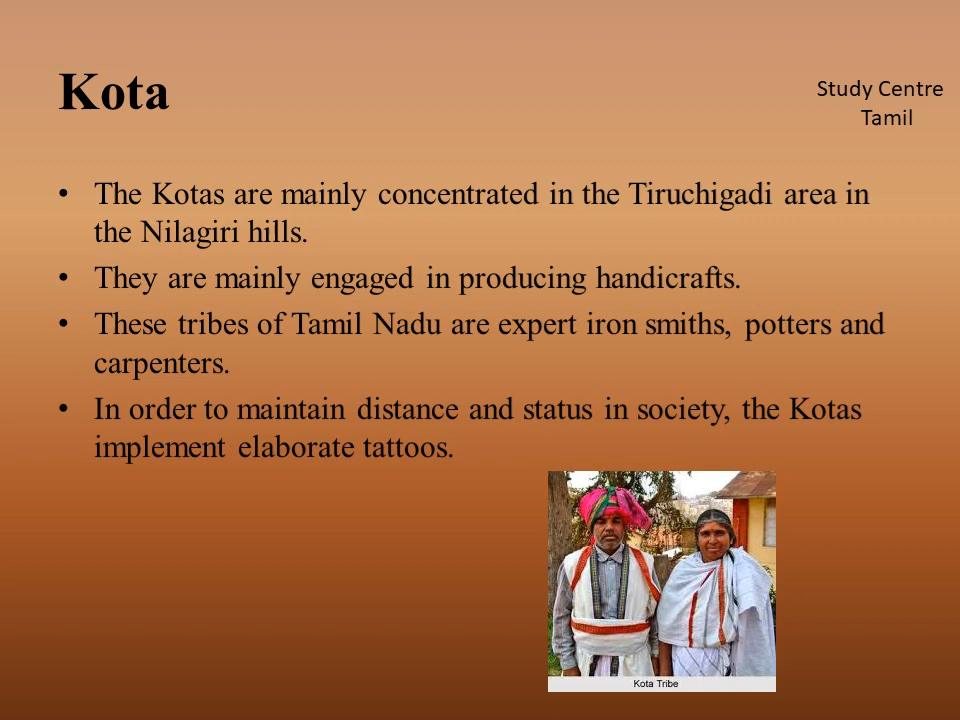 Kota
Study Centre
Tamil
• The Kotas are mainly concentrated in the Tiruchigadi area in
the Nilagiri hills.
• They are mainly engaged in producing handicrafts.
• These tribes of Tamil Nadu are expert iron smiths, potters and
carpenters.
• In order to maintain distance and status in society, the Kotas
implement elaborate tattoos.
Kota Tribe